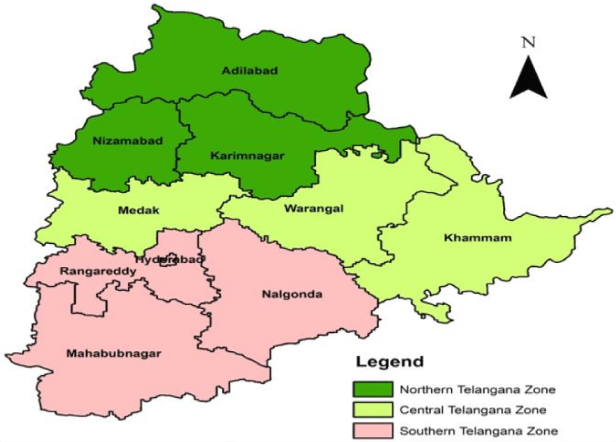 N
Adilabad
Nizamabad
Karimnagar
Medak
Warangal
Khammam
Hyderabad
Rangareddy
Nalgonda
Mahabubnagar
Legend
Northern Telangana Zone
Central Telangana Zone
Southern Telangana Zone